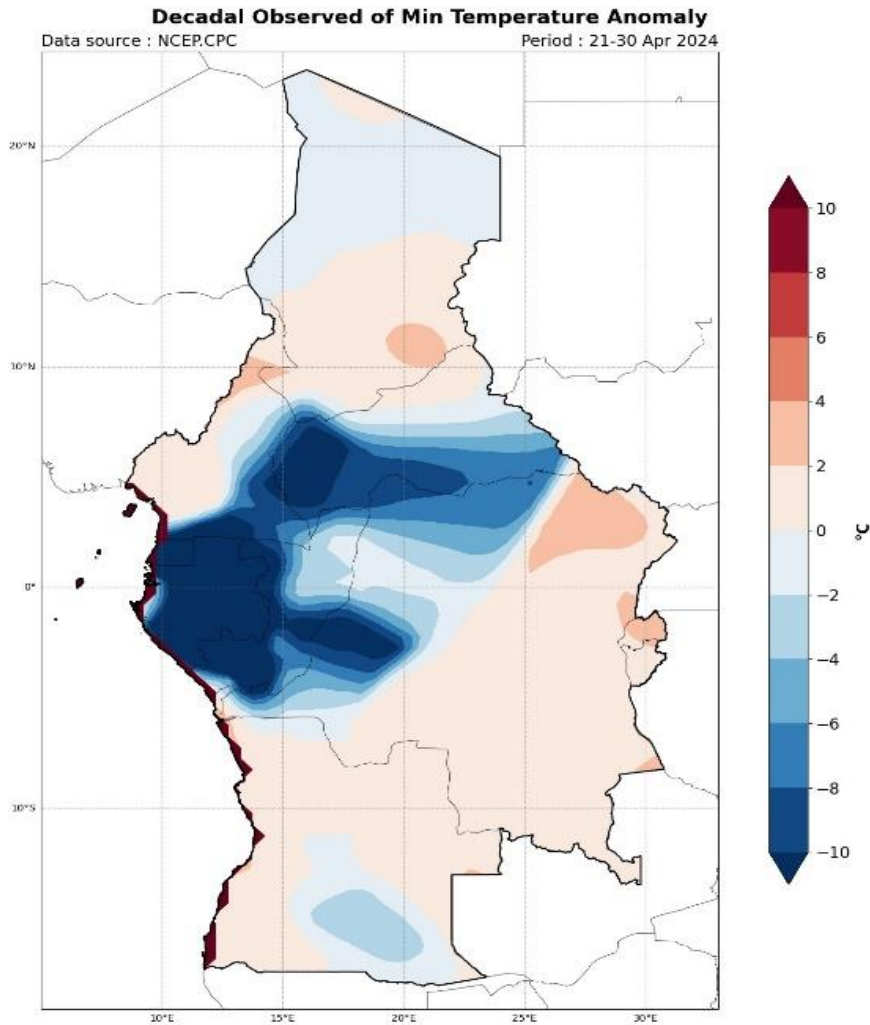 Decadal Observed of Min Temperature Anomaly
Data source : NCEP.CPC
Period : 21-30 Apr 2024
20°N
10°N
0°
10°S
10°E
15°E
20°E
25°E
30°E
10
8
6
4
2
0
−2
−4
−6
−8
−10
°C